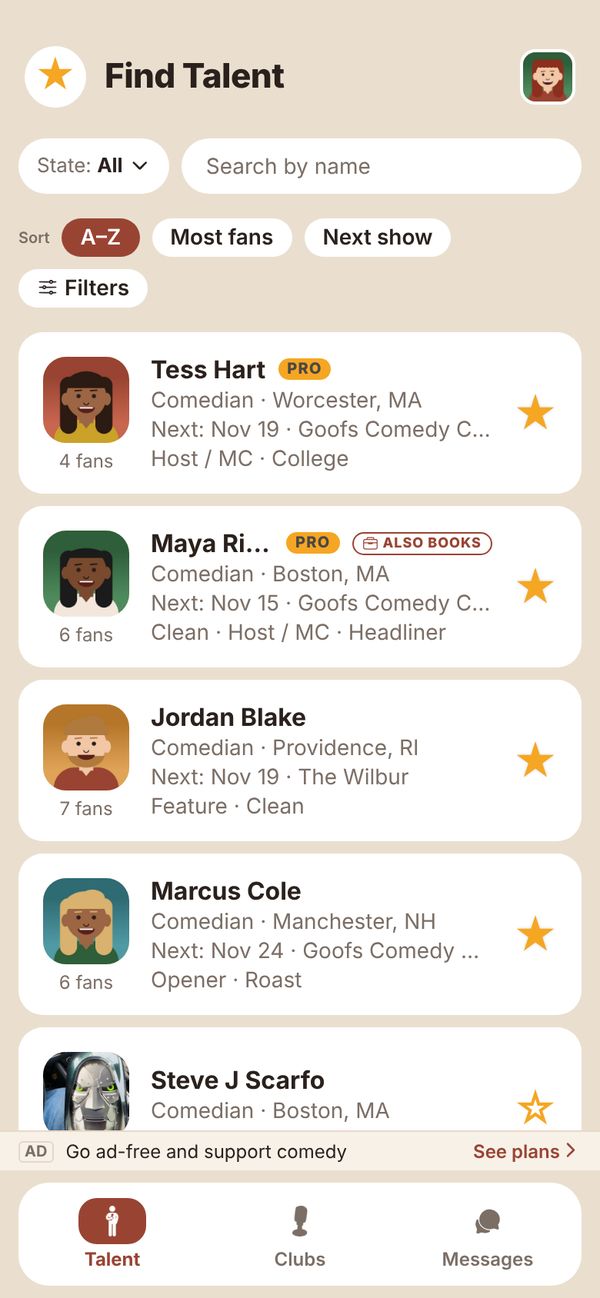 Find Talent
State: All
Search by name
Sort A–Z Most fans Next show
Filters
Tess Hart PRO
Comedian · Worcester, MA
Next: Nov 19 · Goofs Comedy C...
Host / MC · College
4 fans
Maya Ri... PRO ALSO BOOKS
Comedian · Boston, MA
Next: Nov 15 · Goofs Comedy C...
Clean · Host / MC · Headliner
6 fans
Jordan Blake
Comedian · Providence, RI
Next: Nov 19 · The Wilbur
Feature · Clean
7 fans
Marcus Cole
Comedian · Manchester, NH
Next: Nov 24 · Goofs Comedy ...
Opener · Roast
6 fans
Steve J Scarfo
Comedian · Boston, MA
AD Go ad-free and support comedy See plans
Talent Clubs Messages